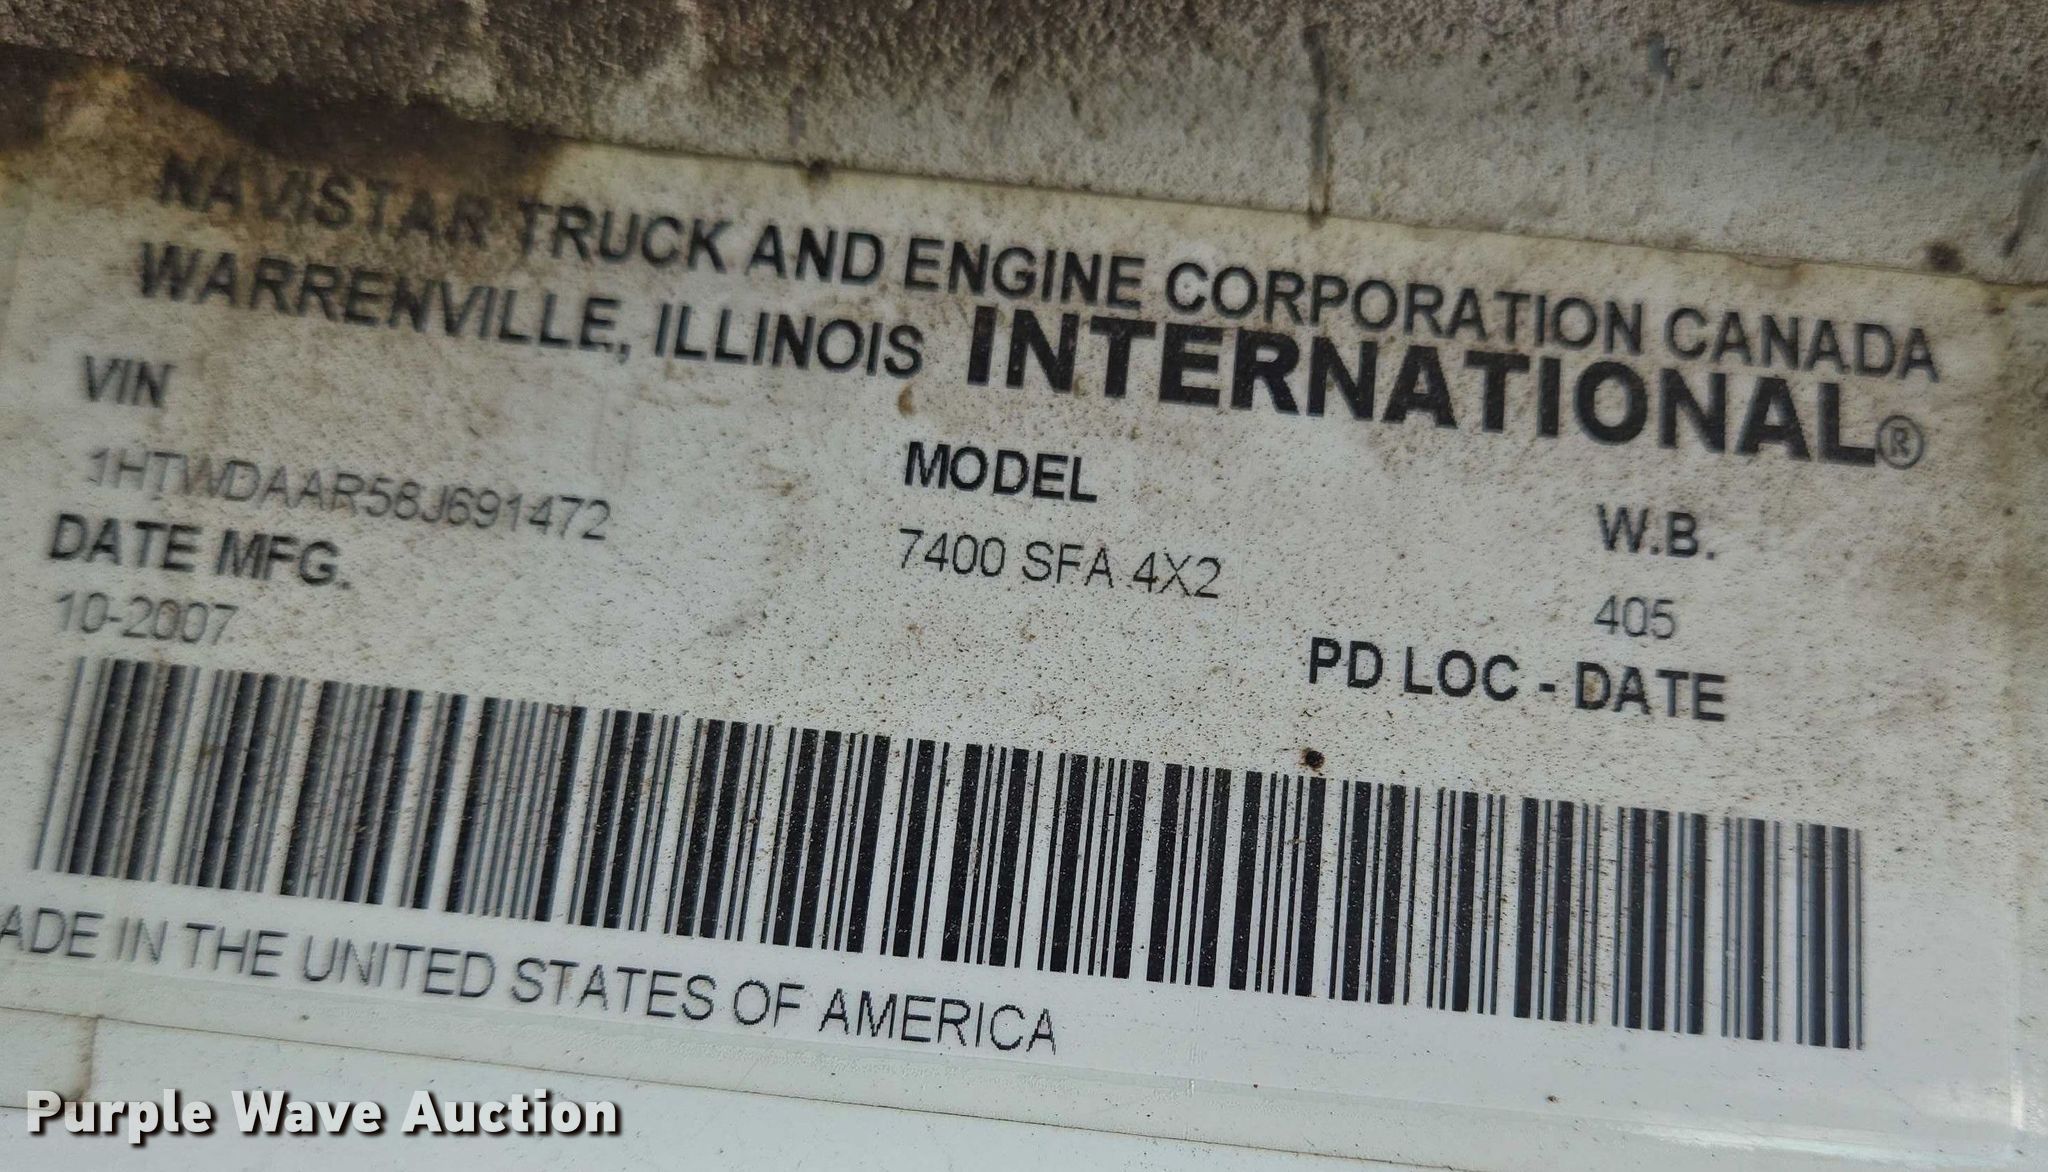 NAVISTAR TRUCK AND ENGINE CORPORATION CANADA
WARRENVILLE, ILLINOIS INTERNATIONAL®
VIN MODEL W.B.
1HTWDAAR58J691472 7400 SFA 4X2 405
DATE MFG. PD LOC - DATE
10-2007
ADE IN THE UNITED STATES OF AMERICA
Purple Wave Auction